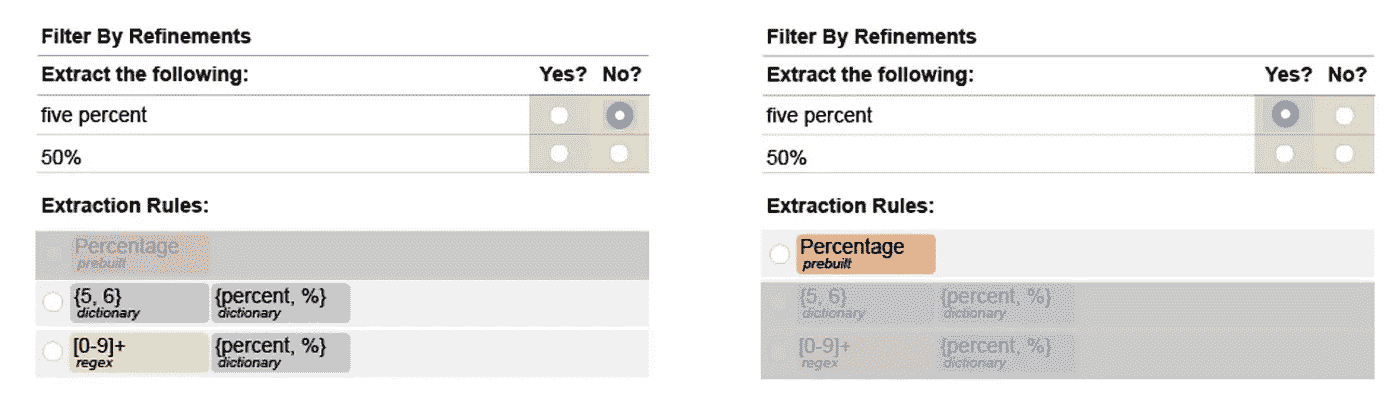 Filter By Refinements
Extract the following: Yes? No?
five percent
50%
Extraction Rules:
Percentage
prebuilt
{5, 6} {percent, %}
dictionary dictionary
[0-9]+ {percent, %}
regex dictionary
Filter By Refinements
Extract the following: Yes? No?
five percent
50%
Extraction Rules:
Percentage
prebuilt
{5, 6} {percent, %}
dictionary dictionary
[0-9]+ {percent, %}
regex dictionary